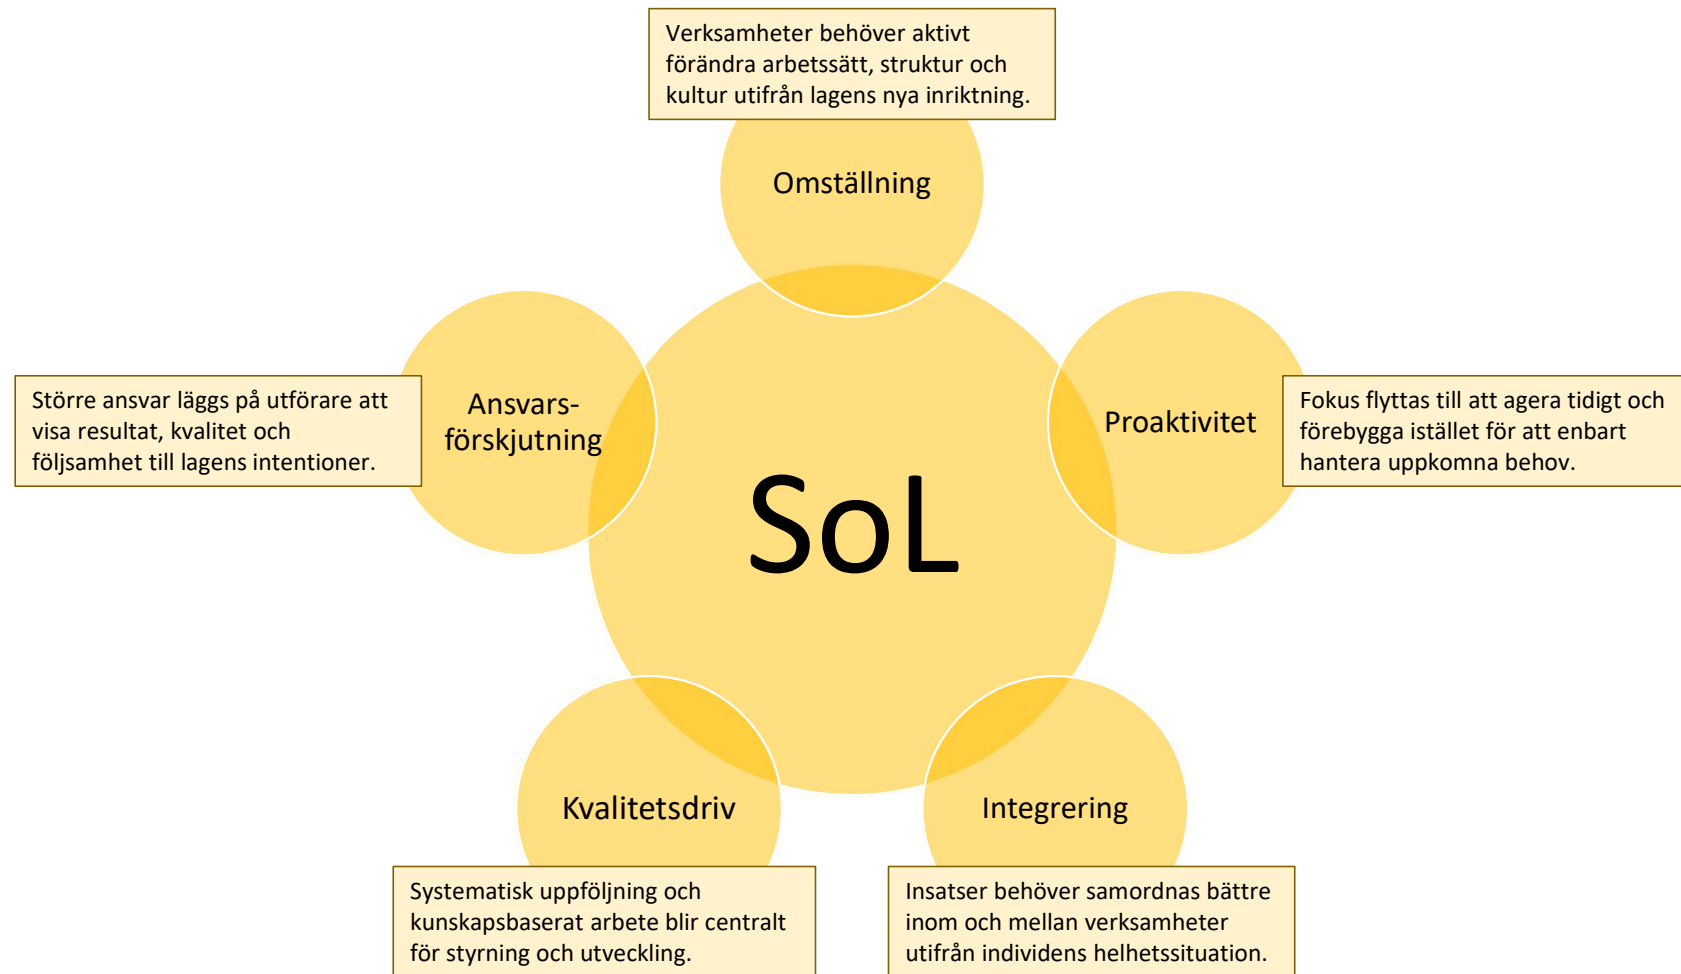 Verksamheter behöver aktivt
förändra arbetssätt, struktur och
kultur utifrån lagens nya inriktning.
Omställning
Större ansvar läggs på utförare att
visa resultat, kvalitet och
följsamhet till lagens intentioner.
Ansvars-
förskjutning
Proaktivitet
Fokus flyttas till att agera tidigt och
förebygga istället för att enbart
hantera uppkomna behov.
SoL
Kvalitetsdriv
Systematisk uppföljning och
kunskapsbaserat arbete blir centralt
för styrning och utveckling.
Integrering
Insatser behöver samordnas bättre
inom och mellan verksamheter
utifrån individens helhetssituation.